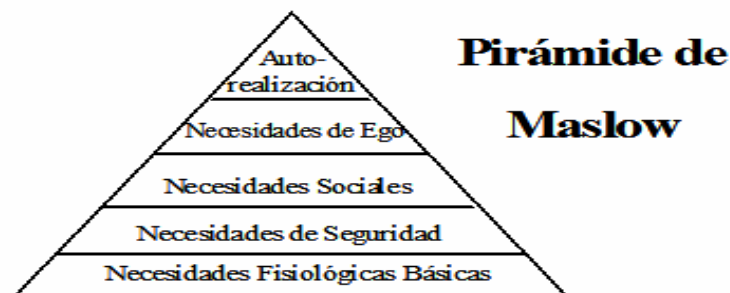 Pirámide de
Maslow
Auto-
realización
Necesidades de Ego
Necesidades Sociales
Necesidades de Seguridad
Necesidades Fisiológicas Básicas